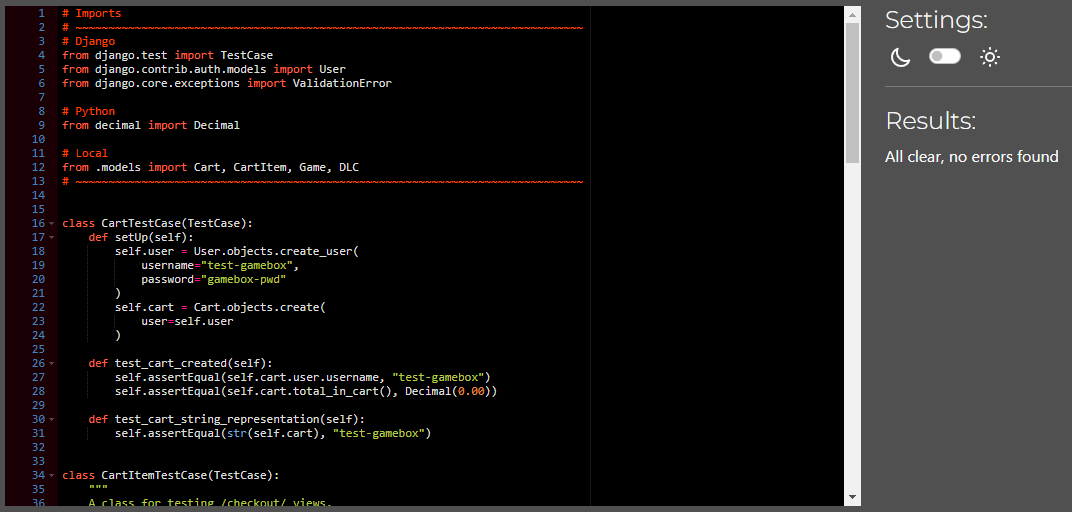 1 # Imports
2 # ~~~~~~~~~~~~~~~~~~~~~~~~~~~~~~~~~~~~~~~~~~~~~~~~~~~~~~~~~~~~~~~~~~~~~~~~~~~~~
3 # Django
4 from django.test import TestCase
5 from django.contrib.auth.models import User
6 from django.core.exceptions import ValidationError
7
8 # Python
9 from decimal import Decimal
10
11 # Local
12 from .models import Cart, CartItem, Game, DLC
13 # ~~~~~~~~~~~~~~~~~~~~~~~~~~~~~~~~~~~~~~~~~~~~~~~~~~~~~~~~~~~~~~~~~~~~~~~~~~~~~
14
15
16 class CartTestCase(TestCase):
17     def setUp(self):
18         self.user = User.objects.create_user(
19             username="test-gamebox",
20             password="gamebox-pwd"
21         )
22         self.cart = Cart.objects.create(
23             user=self.user
24         )
25
26     def test_cart_created(self):
27         self.assertEqual(self.cart.user.username, "test-gamebox")
28         self.assertEqual(self.cart.total_in_cart(), Decimal(0.00))
29
30     def test_cart_string_representation(self):
31         self.assertEqual(str(self.cart), "test-gamebox")
32
33
34 class CartItemTestCase(TestCase):
35     """
36     A class for testing /checkout/ views.
Settings:
Results:
All clear, no errors found